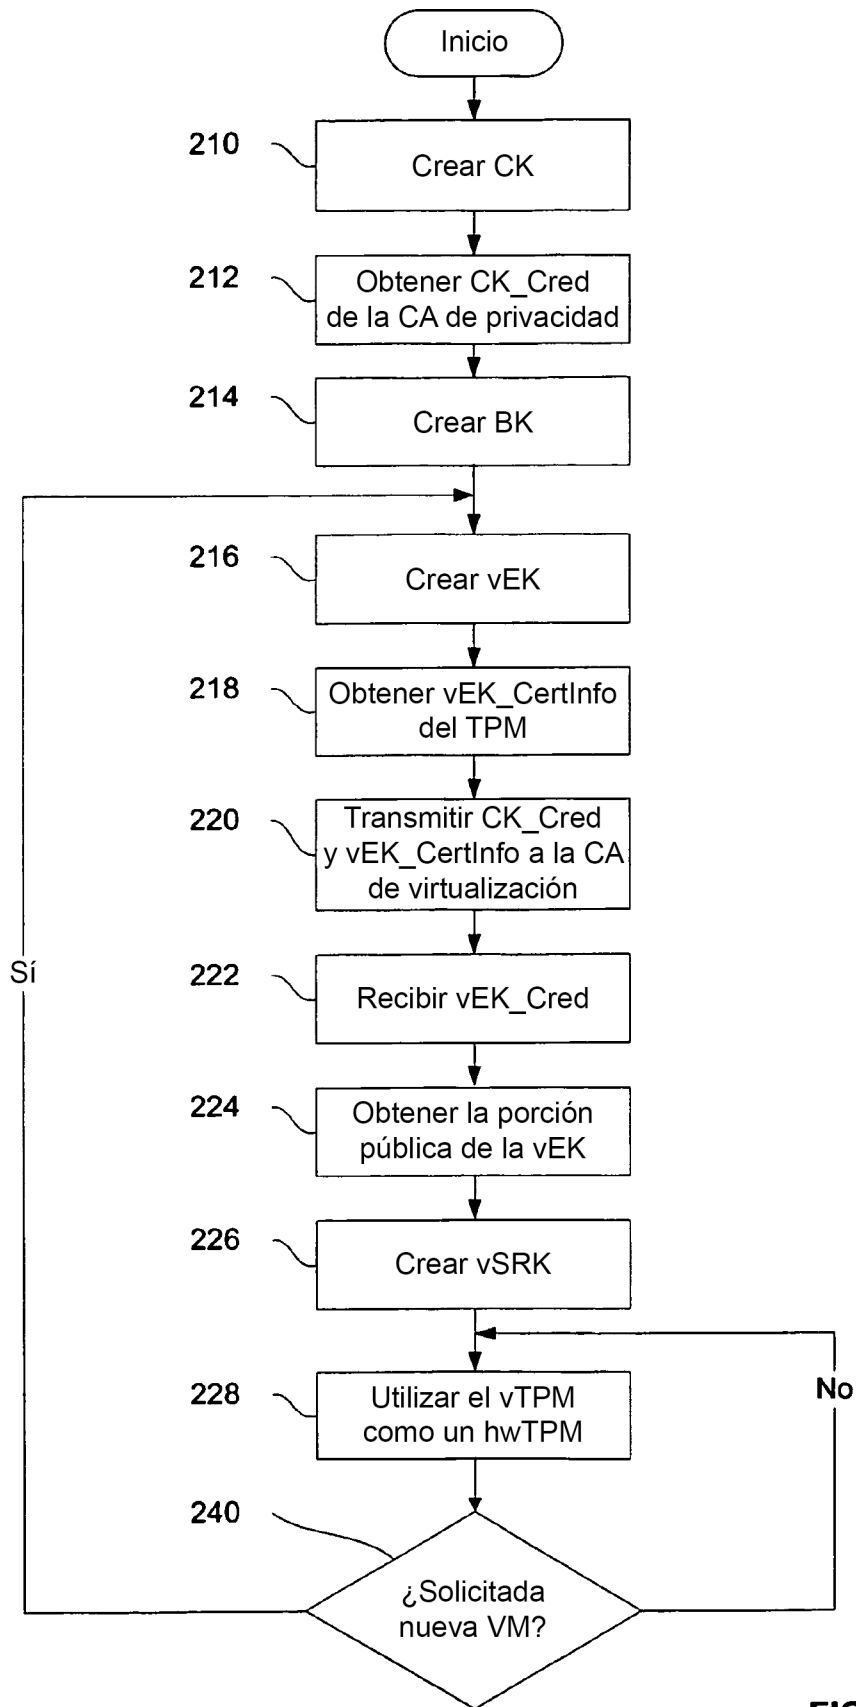 Inicio
210
Crear CK
212
Obtener CK_Cred
de la CA de privacidad
214
Crear BK
216
Crear vEK
218
Obtener vEK_CertInfo
del TPM
220
Transmitir CK_Cred
y vEK_CertInfo a la CA
de virtualización
Sí
222
Recibir vEK_Cred
224
Obtener la porción
pública de la vEK
226
Crear vSRK
228
Utilizar el vTPM
como un hwTPM
No
240
¿Solicitada
nueva VM?